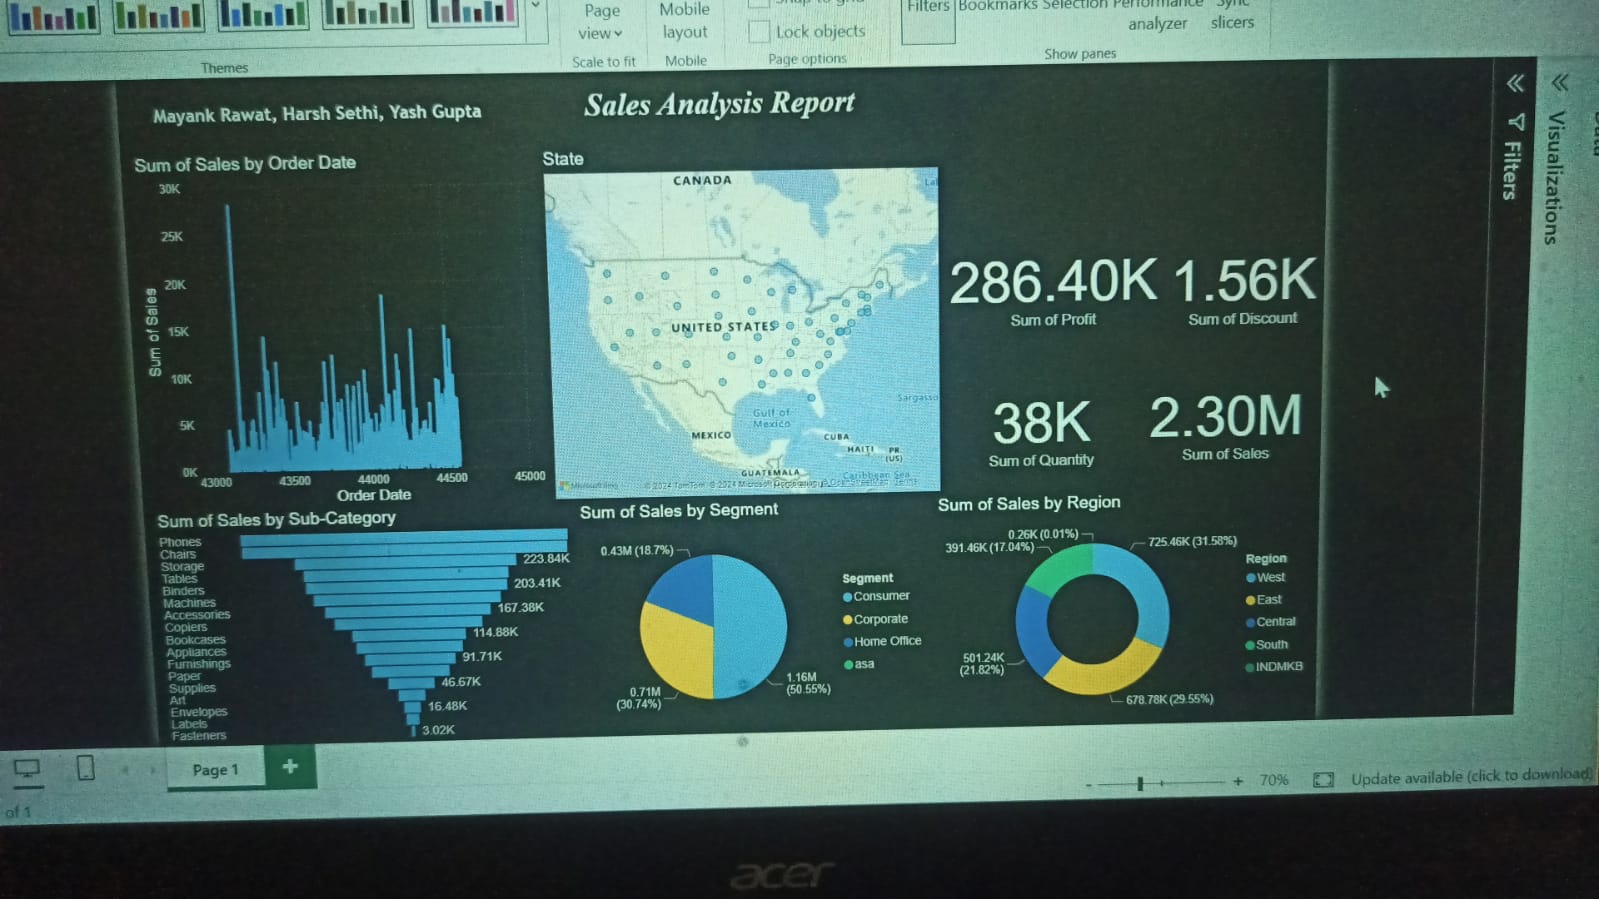 Page
view
Scale to fit
Mobile
layout
Mobile
Lock objects
Page options
Filters
Bookmarks
Selection
Performance
analyzer
Sync
slicers
Show panes
Themes
Mayank Rawat, Harsh Sethi, Yash Gupta
Sales Analysis Report
Filters
Visualizations
Sum of Sales by Order Date
Sum of Sales
30K
25K
20K
15K
10K
5K
0K
43000
43500
44000
44500
45000
Order Date
State
CANADA
UNITED STATES
Gulf of
Mexico
MEXICO
CUBA
HAITI
PR
(US)
GUATEMALA
Caribbean Sea
286.40K
Sum of Profit
1.56K
Sum of Discount
38K
Sum of Quantity
2.30M
Sum of Sales
Sum of Sales by Sub-Category
Phones
Chairs
Storage
Tables
Binders
Machines
Accessories
Copiers
Bookcases
Appliances
Furnishings
Paper
Supplies
Art
Envelopes
Labels
Fasteners
223.84K
203.41K
167.38K
114.88K
91.71K
46.67K
16.48K
3.02K
Sum of Sales by Segment
0.43M (18.7%)
0.71M
(30.74%)
1.16M
(50.55%)
Segment
Consumer
Corporate
Home Office
asa
Sum of Sales by Region
0.26K (0.01%)
391.46K (17.04%)
725.46K (31.58%)
501.24K
(21.82%)
678.78K (29.55%)
Region
West
East
Central
South
INDMKB
Page 1
+
70%
Update available (click to download)
of 1
acer